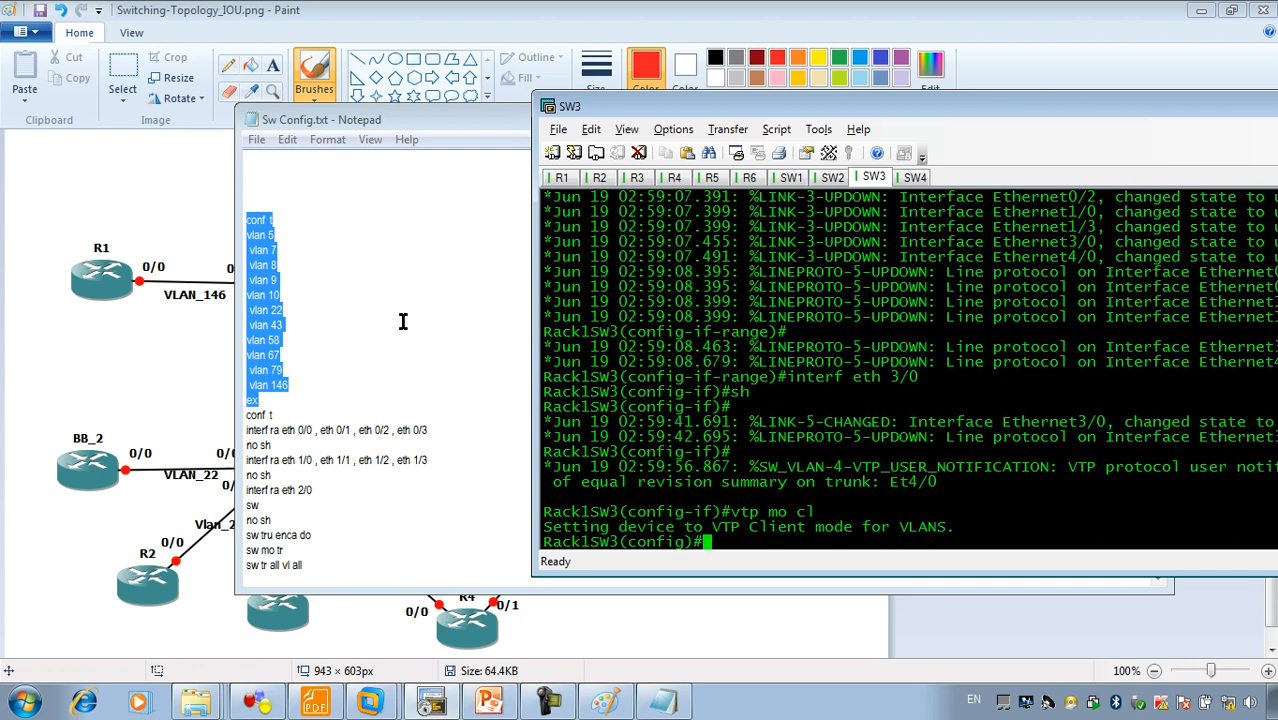 Switching-Topology_IOU.png - Paint
Home
View
Cut
Copy
Paste
Clipboard
Crop
Resize
Rotate
Select
Image
Brushes
Outline
Fill
Color
Color
Edit
Sw Config.txt - Notepad
File Edit Format View Help
conf t
vlan 5
vlan 7
vlan 8
vlan 9
vlan 10
vlan 22
vlan 43
vlan 58
vlan 67
vlan 79
vlan 146
ex
conf t
interf ra eth 0/0 , eth 0/1 , eth 0/2 , eth 0/3
no sh
interf ra eth 1/0 , eth 1/1 , eth 1/2 , eth 1/3
no sh
interf ra eth 2/0
sw
no sh
sw tru enca do
sw mo tr
sw tr all vl all
SW3
File Edit View Options Transfer Script Tools Help
R1 R2 R3 R4 R5 R6 SW1 SW2 SW3 SW4
*Jun 19 02:59:07.391: %LINK-3-UPDOWN: Interface Ethernet0/2, changed state to u
*Jun 19 02:59:07.399: %LINK-3-UPDOWN: Interface Ethernet1/0, changed state to u
*Jun 19 02:59:07.399: %LINK-3-UPDOWN: Interface Ethernet1/3, changed state to u
*Jun 19 02:59:07.455: %LINK-3-UPDOWN: Interface Ethernet3/0, changed state to u
*Jun 19 02:59:07.491: %LINK-3-UPDOWN: Interface Ethernet4/0, changed state to u
*Jun 19 02:59:08.395: %LINEPROTO-5-UPDOWN: Line protocol on Interface Ethernet
*Jun 19 02:59:08.395: %LINEPROTO-5-UPDOWN: Line protocol on Interface Ethernet
*Jun 19 02:59:08.399: %LINEPROTO-5-UPDOWN: Line protocol on Interface Ethernet
*Jun 19 02:59:08.399: %LINEPROTO-5-UPDOWN: Line protocol on Interface Ethernet
Rack1SW3(config-if-range)#
*Jun 19 02:59:08.463: %LINEPROTO-5-UPDOWN: Line protocol on Interface Ethernet
*Jun 19 02:59:08.679: %LINEPROTO-5-UPDOWN: Line protocol on Interface Ethernet
Rack1SW3(config-if-range)#interf eth 3/0
Rack1SW3(config-if)#sh
Rack1SW3(config-if)#
*Jun 19 02:59:41.691: %LINK-5-CHANGED: Interface Ethernet3/0, changed state to
*Jun 19 02:59:42.695: %LINEPROTO-5-UPDOWN: Line protocol on Interface Ethernet
Rack1SW3(config-if)#
*Jun 19 02:59:56.867: %SW_VLAN-4-VTP_USER_NOTIFICATION: VTP protocol user notif
of equal revision summary on trunk: Et4/0
Rack1SW3(config-if)#vtp mo cl
Setting device to VTP Client mode for VLANS.
Rack1SW3(config)#
Ready
R1
0/0
VLAN_146
BB_2
0/0
VLAN_22
R2
0/0
Vlan_2
R4
0/0
0/1
943 × 603px
Size: 64.4KB
100%
EN